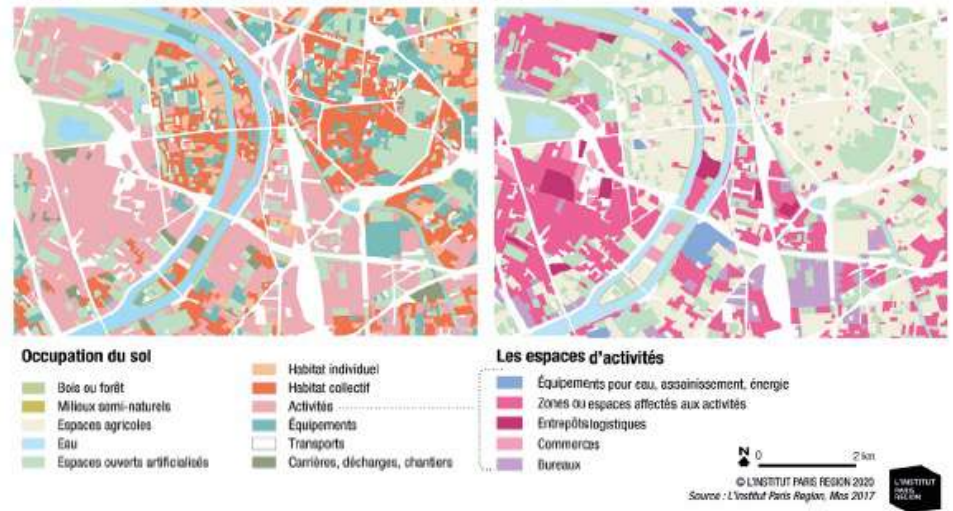 Occupation du sol
Bois ou forêt
Milieux semi-naturels
Espaces agricoles
Eau
Espaces ouverts artificialisés
Habitat individuel
Habitat collectif
Activités
Équipements
Transports
Carrières, décharges, chantiers
Les espaces d'activités
Équipements pour eau, assainissement, énergie
Zones ou espaces affectés aux activités
Entrepôts logistiques
Commerces
Bureaux
N 0 2 km
© L'INSTITUT PARIS REGION 2020
Source : L'Institut Paris Region, Mos 2017
L'INSTITUT
PARIS
REGION